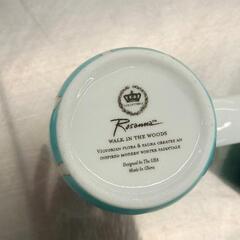 Rosanna
WALK IN THE WOODS
VICTORIAN FLORA & FAUNA CREATES AN
INSPIRED MODERN WINTER FAIRYTALE
Designed In The USA
Made In China